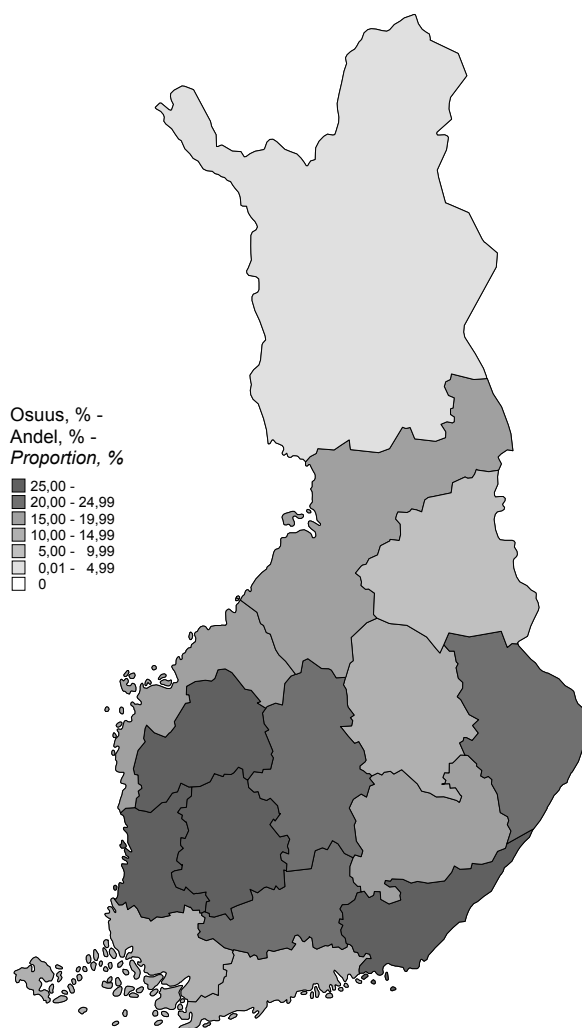 Osuus, % -
Andel, % -
Proportion, %
25,00 -
20,00 - 24,99
15,00 - 19,99
10,00 - 14,99
5,00 - 9,99
0,01 - 4,99
0